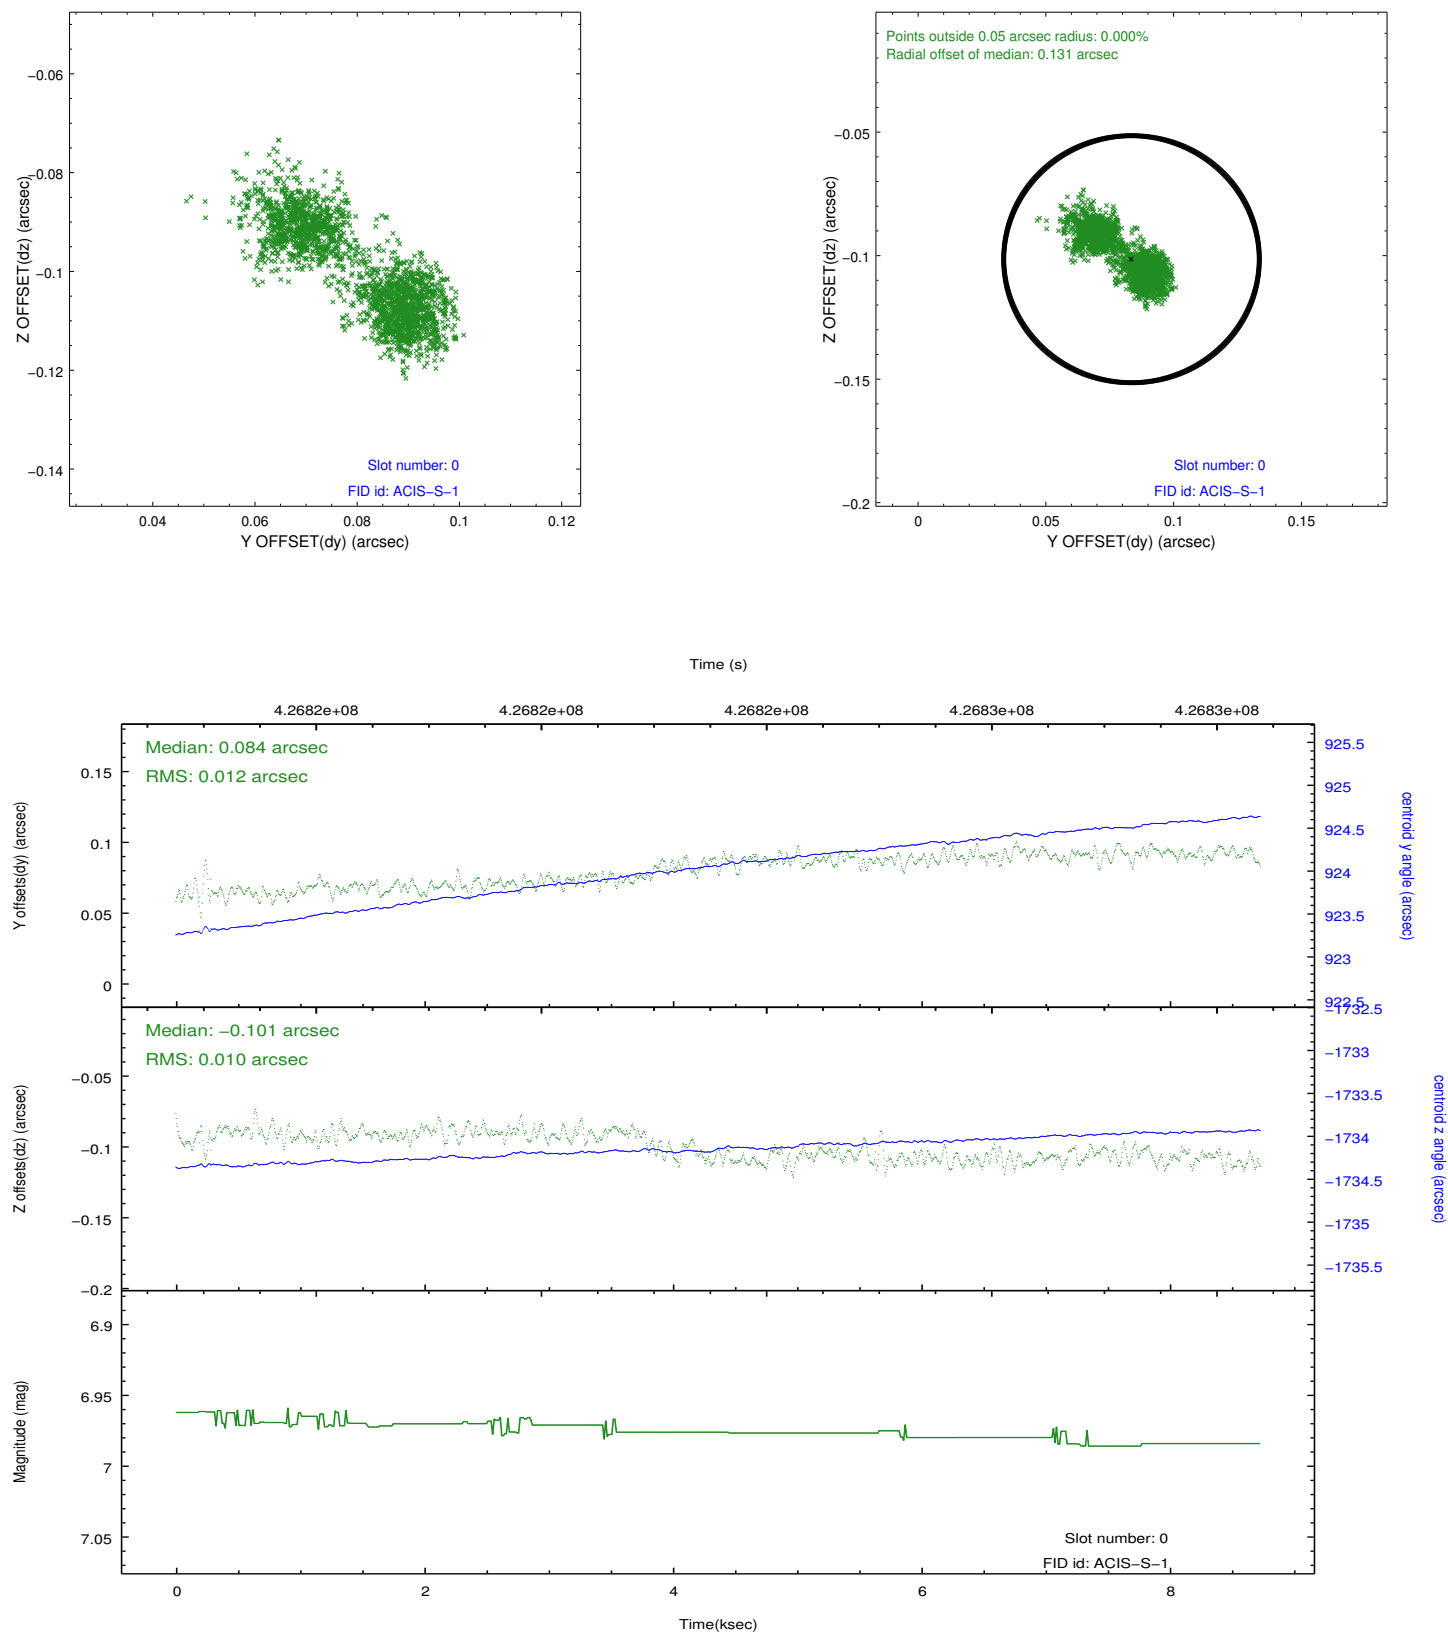 −0.06
−0.08
−0.1
−0.12
−0.14
Z OFFSET(dz) (arcsec)
0.04
0.06
0.08
0.1
0.12
Y OFFSET(dy) (arcsec)
Slot number: 0
FID id: ACIS−S−1
Points outside 0.05 arcsec radius: 0.000%
Radial offset of median: 0.131 arcsec
−0.05
−0.1
−0.15
−0.2
Z OFFSET(dz) (arcsec)
0
0.05
0.1
0.15
Y OFFSET(dy) (arcsec)
Slot number: 0
FID id: ACIS−S−1
Time (s)
4.2682e+08
4.2682e+08
4.2682e+08
4.2683e+08
4.2683e+08
Median: 0.084 arcsec
RMS: 0.012 arcsec
0.15
0.1
0.05
0
Y offsets(dy) (arcsec)
925.5
925
924.5
924
923.5
923
922.5
centroid y angle (arcsec)
Median: −0.101 arcsec
RMS: 0.010 arcsec
−0.05
−0.1
−0.15
−0.2
Z offsets(dz) (arcsec)
−1732.5
−1733
−1733.5
−1734
−1734.5
−1735
−1735.5
centroid z angle (arcsec)
6.9
6.95
7
7.05
Magnitude (mag)
Slot number: 0
FID id: ACIS−S−1
0
2
4
6
8
Time(ksec)